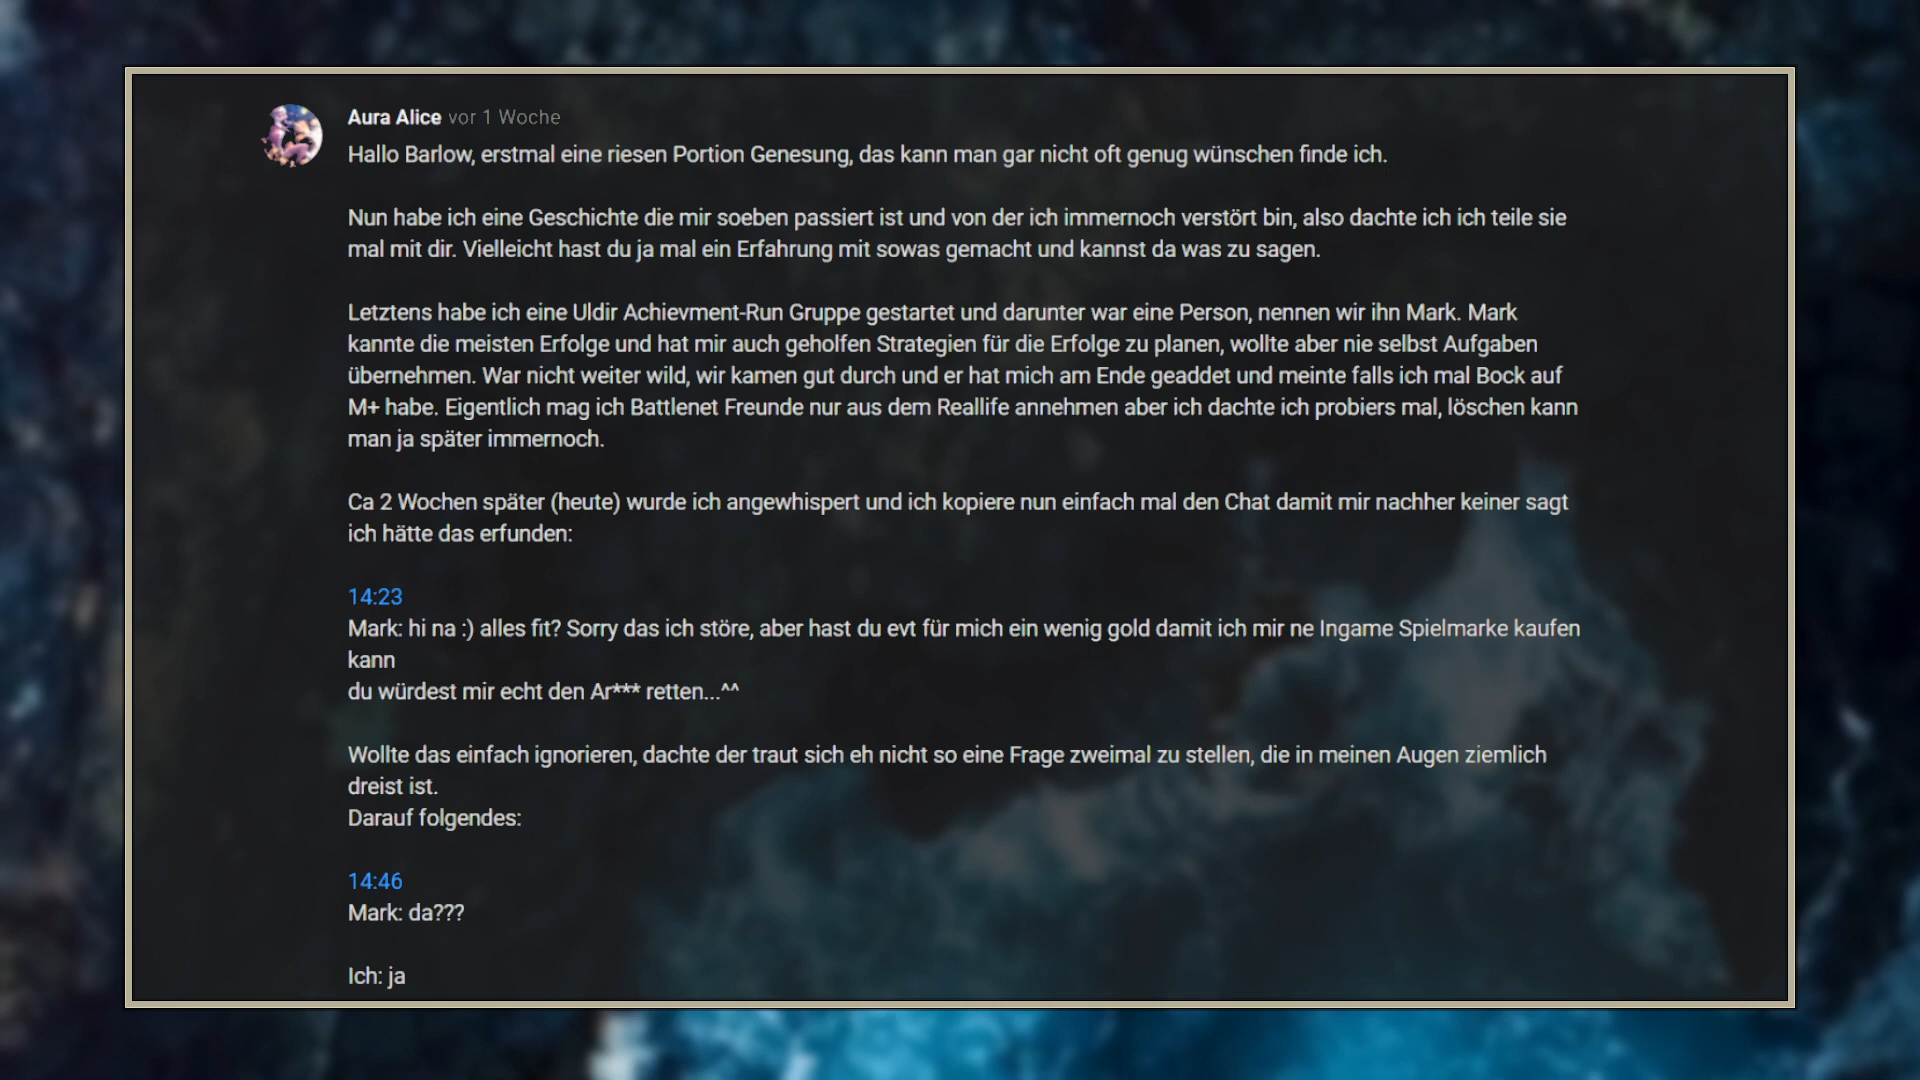 Aura Alice vor 1 Woche
Hallo Barlow, erstmal eine riesen Portion Genesung, das kann man gar nicht oft genug wünschen finde ich.
Nun habe ich eine Geschichte die mir soeben passiert ist und von der ich immernoch verstört bin, also dachte ich ich teile sie
mal mit dir. Vielleicht hast du ja mal ein Erfahrung mit sowas gemacht und kannst da was zu sagen.
Letztens habe ich eine Uldir Achievment-Run Gruppe gestartet und darunter war eine Person, nennen wir ihn Mark. Mark
kannte die meisten Erfolge und hat mir auch geholfen Strategien für die Erfolge zu planen, wollte aber nie selbst Aufgaben
übernehmen. War nicht weiter wild, wir kamen gut durch und er hat mich am Ende geaddet und meinte falls ich mal Bock auf
M+ habe. Eigentlich mag ich Battlenet Freunde nur aus dem Reallife annehmen aber ich dachte ich probiers mal, löschen kann
man ja später immernoch.
Ca 2 Wochen später (heute) wurde ich angewhispert und ich kopiere nun einfach mal den Chat damit mir nachher keiner sagt
ich hätte das erfunden:
14:23
Mark: hi na :) alles fit? Sorry das ich störe, aber hast du evt für mich ein wenig gold damit ich mir ne Ingame Spielmarke kaufen
kann
du würdest mir echt den Ar*** retten...^^
Wollte das einfach ignorieren, dachte der traut sich eh nicht so eine Frage zweimal zu stellen, die in meinen Augen ziemlich
dreist ist.
Darauf folgendes:
14:46
Mark: da???
Ich: ja